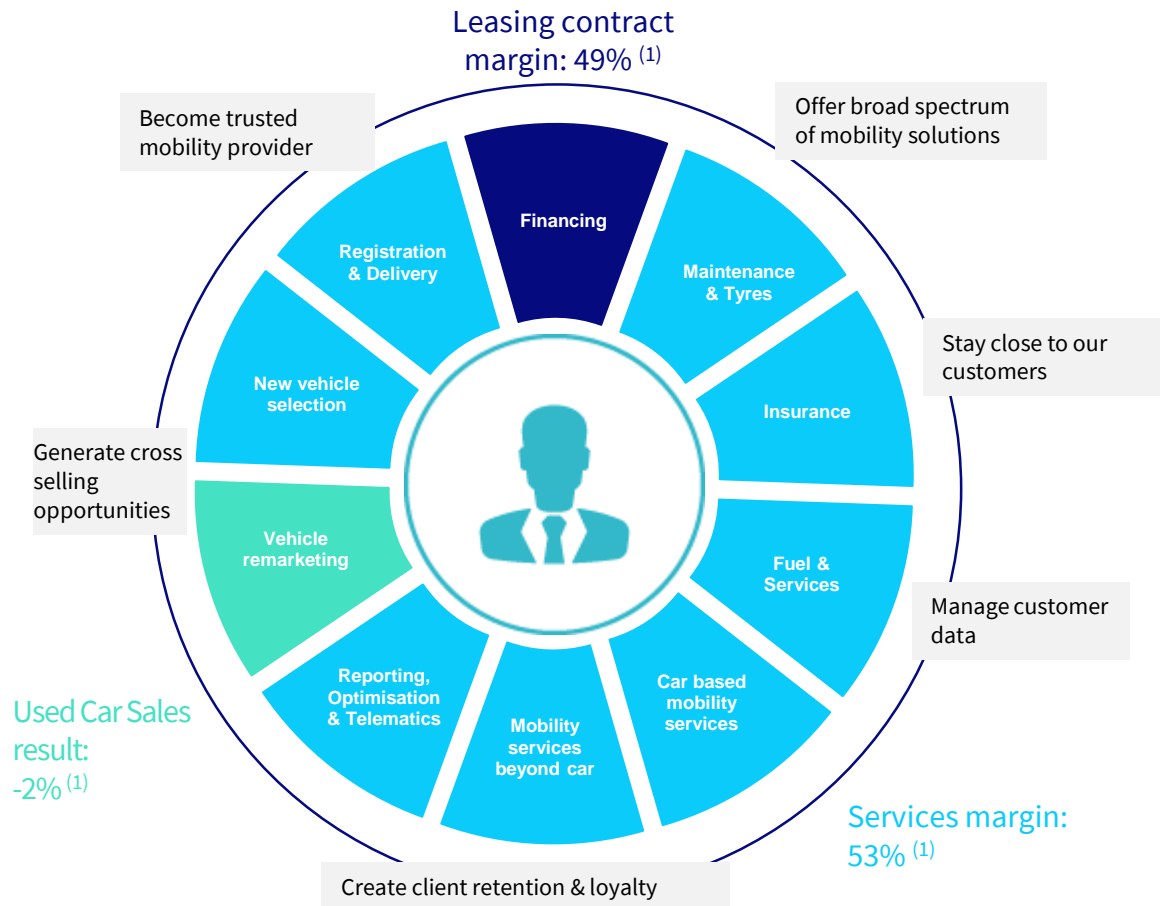 Leasing contract
margin: 49% (1)
Become trusted
mobility provider
Offer broad spectrum
of mobility solutions
Financing
Registration
& Delivery
Maintenance
& Tyres
Stay close to our
customers
New vehicle
selection
Insurance
Generate cross
selling
opportunities
Vehicle
remarketing
Fuel &
Services
Manage customer
data
Reporting,
Optimisation
& Telematics
Car based
mobility
services
Mobility
services
beyond car
Used Car Sales
result:
-2% (1)
Services margin:
53% (1)
Create client retention & loyalty